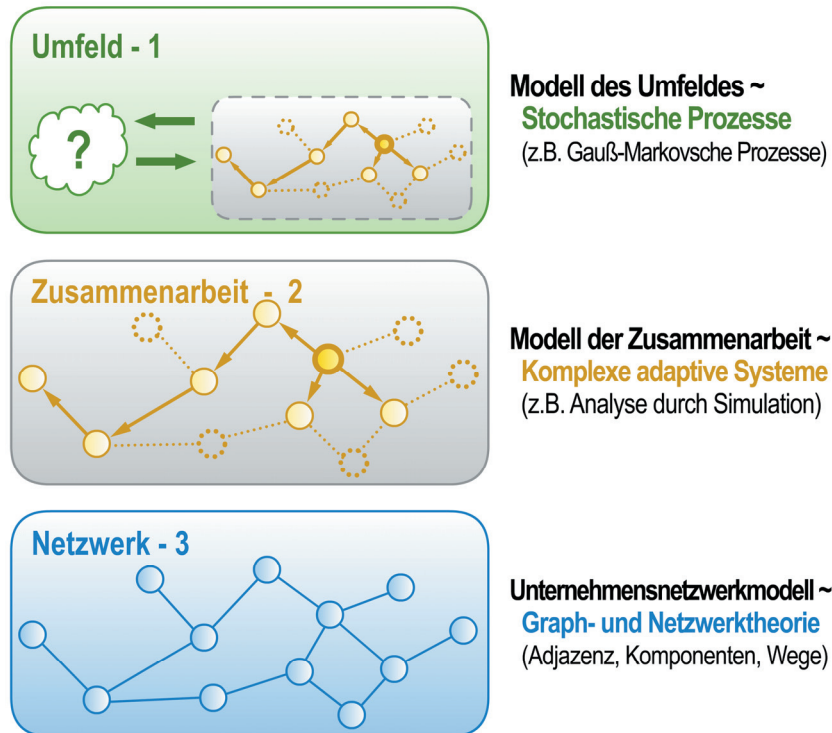 Umfeld - 1
?
Modell des Umfeldes ~
Stochastische Prozesse
(z.B. Gauß-Markovsche Prozesse)
Zusammenarbeit - 2
Modell der Zusammenarbeit ~
Komplexe adaptive Systeme
(z.B. Analyse durch Simulation)
Netzwerk - 3
Unternehmensnetzwerkmodell ~
Graph- und Netzwerktheorie
(Adjazenz, Komponenten, Wege)